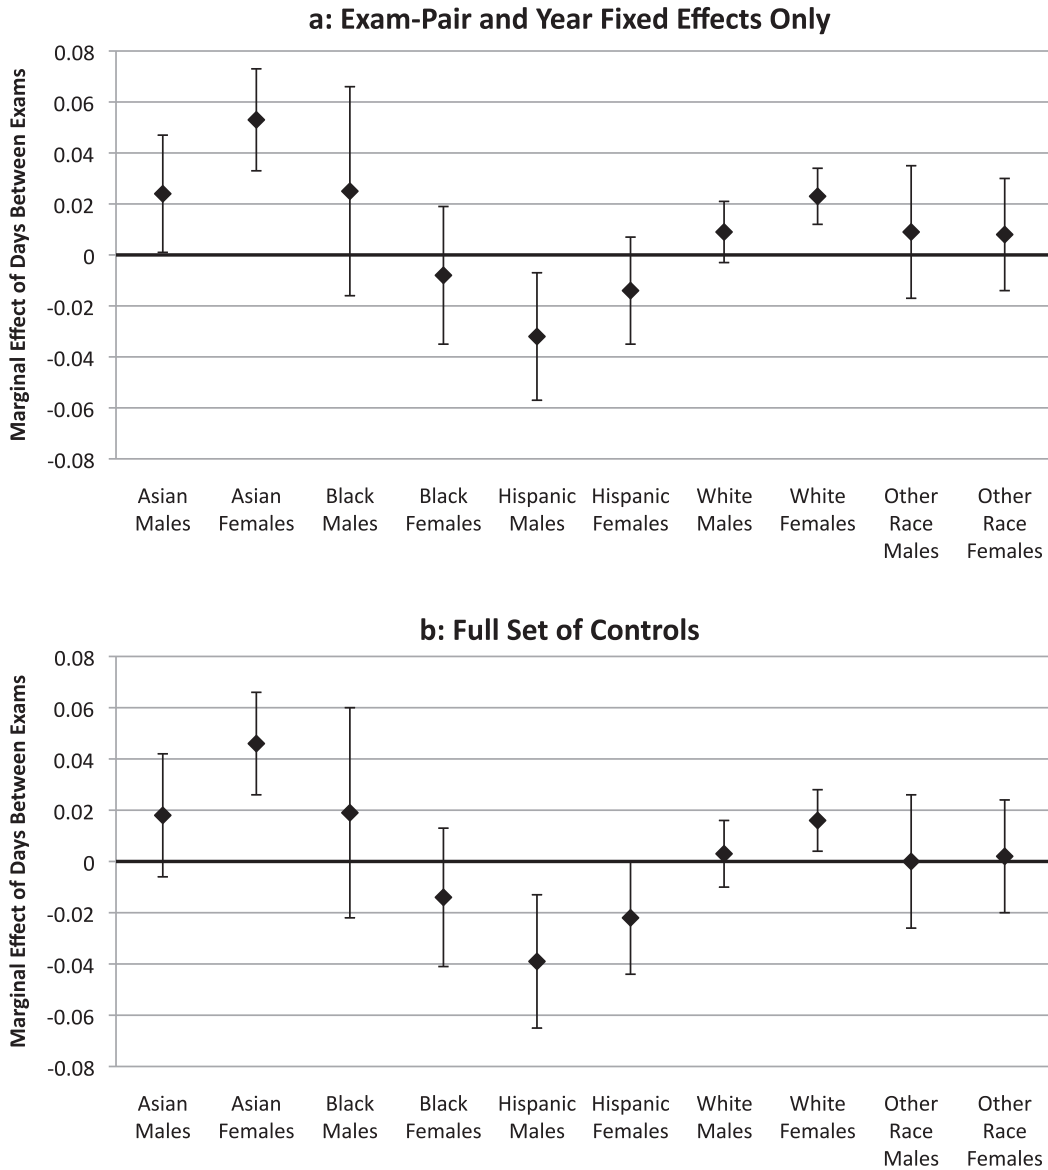 a: Exam-Pair and Year Fixed Effects Only
Marginal Effect of Days Between Exams
0.08
0.06
0.04
0.02
0
-0.02
-0.04
-0.06
-0.08
Asian Asian Black Black Hispanic Hispanic White White Other Other
Males Females Males Females Males Females Males Females Race Race
Males Females
b: Full Set of Controls
Marginal Effect of Days Between Exams
0.08
0.06
0.04
0.02
0
-0.02
-0.04
-0.06
-0.08
Asian Asian Black Black Hispanic Hispanic White White Other Other
Males Females Males Females Males Females Males Females Race Race
Males Females